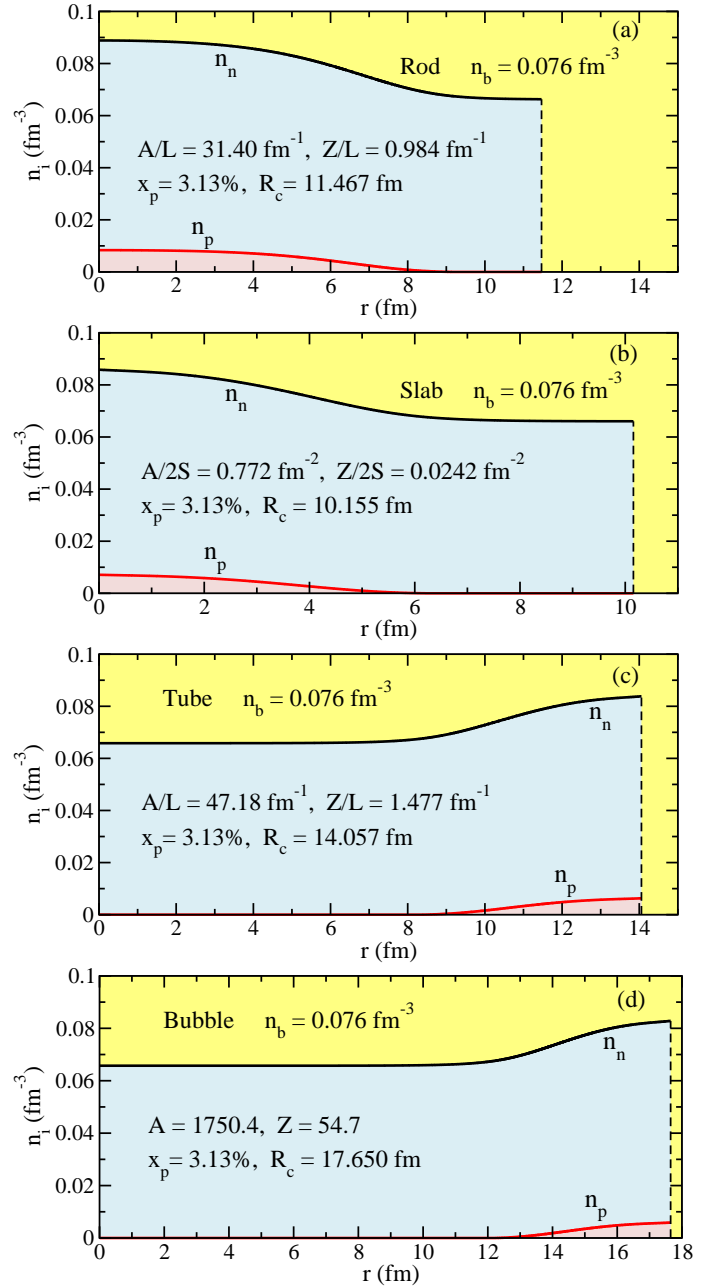 (a)
0.1
0.08
0.06
0.04
0.02
0
n_i (fm^-3)
n_n
Rod n_b = 0.076 fm^-3
A/L = 31.40 fm^-1, Z/L = 0.984 fm^-1
x_p = 3.13%, R_c = 11.467 fm
n_p
0 2 4 6 8 10 12 14
r (fm)
(b)
0.1
0.08
0.06
0.04
0.02
0
n_i (fm^-3)
n_n
Slab n_b = 0.076 fm^-3
A/2S = 0.772 fm^-2, Z/2S = 0.0242 fm^-2
x_p = 3.13%, R_c = 10.155 fm
n_p
0 2 4 6 8 10
r (fm)
(c)
0.1
0.08
0.06
0.04
0.02
0
n_i (fm^-3)
Tube n_b = 0.076 fm^-3
n_n
A/L = 47.18 fm^-1, Z/L = 1.477 fm^-1
x_p = 3.13%, R_c = 14.057 fm
n_p
0 2 4 6 8 10 12 14
r (fm)
(d)
0.1
0.08
0.06
0.04
0.02
0
n_i (fm^-3)
Bubble n_b = 0.076 fm^-3
n_n
A = 1750.4, Z = 54.7
x_p = 3.13%, R_c = 17.650 fm
n_p
0 2 4 6 8 10 12 14 16 18
r (fm)